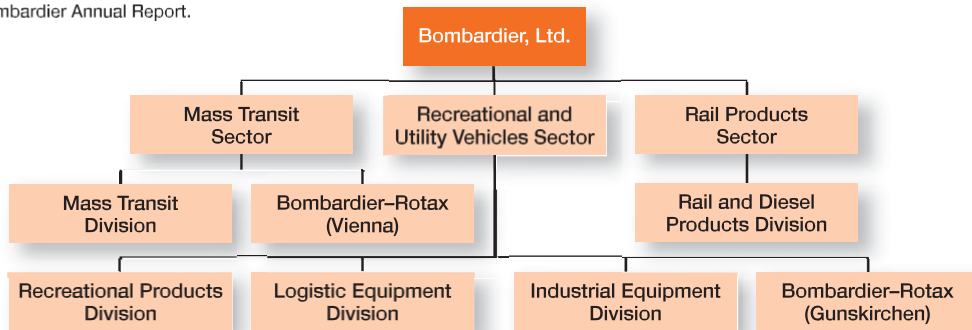 Bombardier Annual Report.
Bombardier, Ltd.
Mass Transit
Sector
Recreational and
Utility Vehicles Sector
Rail Products
Sector
Mass Transit
Division
Bombardier–Rotax
(Vienna)
Rail and Diesel
Products Division
Recreational Products
Division
Logistic Equipment
Division
Industrial Equipment
Division
Bombardier–Rotax
(Gunskirchen)